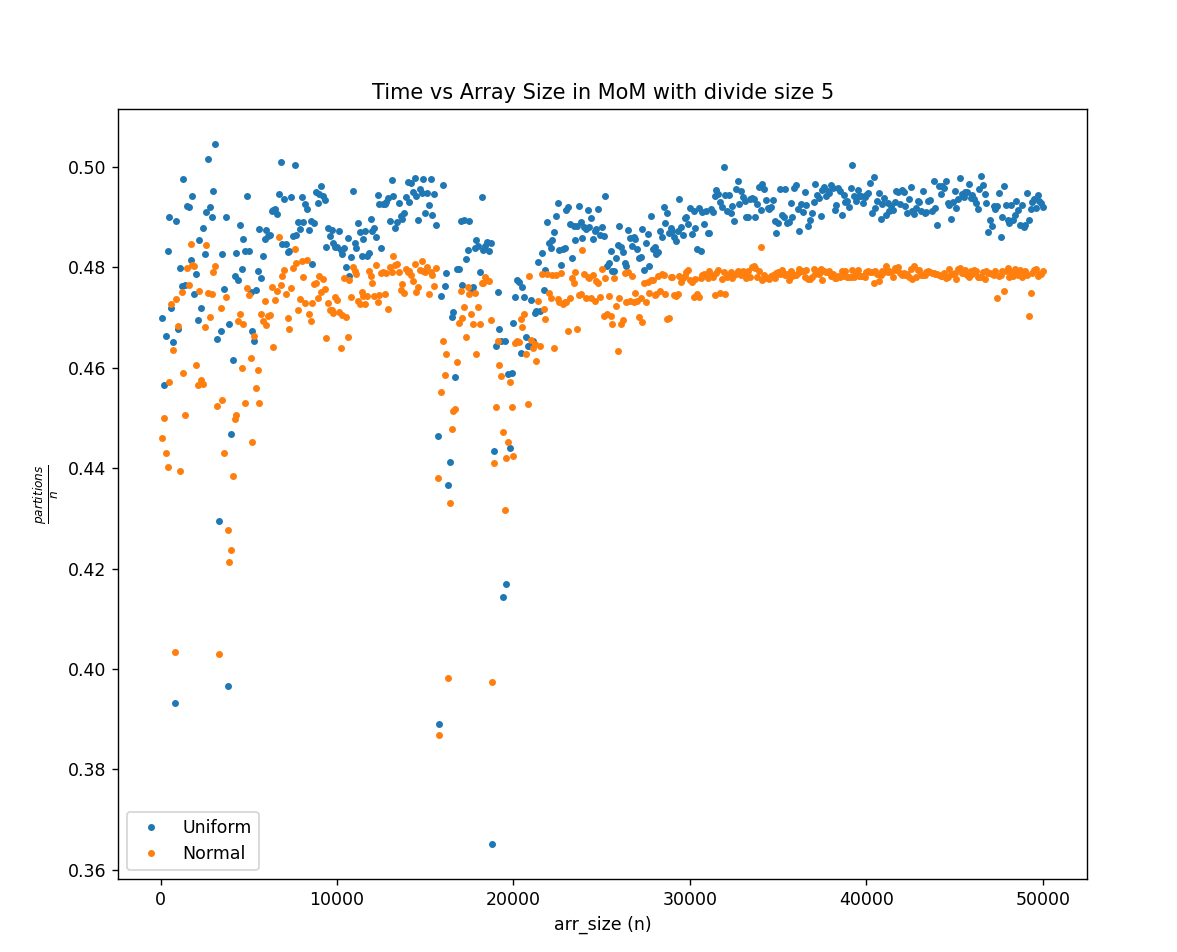 Time vs Array Size in MoM with divide size 5
partitions
n
0.50
0.48
0.46
0.44
0.42
0.40
0.38
0.36
Uniform
Normal
0 10000 20000 30000 40000 50000
arr_size (n)